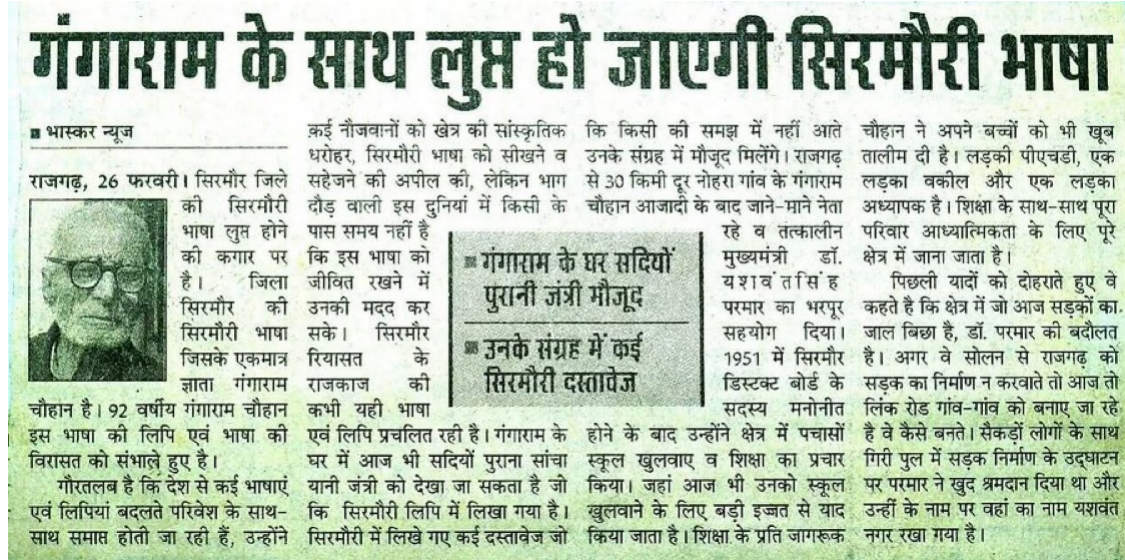 गंगाराम के साथ लुप्त हो जाएगी सिरमौरी भाषा
भास्कर न्यूज
राजगढ़, 26 फरवरी। सिरमौर जिले
की सिरमौरी
भाषा लुप्त होने
की कगार पर
है। जिला
सिरमौर की
सिरमौरी भाषा
जिसके एकमात्र
ज्ञाता गंगाराम
चौहान है। 92 वर्षीय गंगाराम चौहान
इस भाषा की लिपि एवं भाषा की
विरासत को संभाले हुए है।
गौरतलब है कि देश से कई भाषाएं
एवं लिपियां बदलते परिवेश के साथ-
साथ समाप्त होती जा रही हैं, उन्होंने
कई नौजवानों को खेत्र की सांस्कृतिक
धरोहर, सिरमौरी भाषा को सीखने व
सहेजने की अपील की, लेकिन भाग
दौड़ वाली इस दुनियां में किसी के
पास समय नहीं है
कि इस भाषा को
जीवित रखने में
उनकी मदद कर
सके। सिरमौर
रियासत के
राजकाज की
कभी यही भाषा
एवं लिपि प्रचलित रही है। गंगाराम के
घर में आज भी सदियों पुराना सांचा
यानी जंत्री को देखा जा सकता है जो
कि सिरमौरी लिपि में लिखा गया है।
सिरमौरी में लिखे गए कई दस्तावेज जो
गंगाराम के घर सदियों
पुरानी जंत्री मौजूद
उनके संग्रह में कई
सिरमौरी दस्तावेज
कि किसी की समझ में नहीं आते
उनके संग्रह में मौजूद मिलेंगे। राजगढ़
से 30 किमी दूर नोहरा गांव के गंगाराम
चौहान आजादी के बाद जाने-माने नेता
रहे व तंत्कालीन
मुख्यमंत्री डॉ.
यशवंतसिंह
परमार का भरपूर
सहयोग दिया।
1951 में सिरमौर
डिस्टक्ट बोर्ड के
सदस्य मनोनीत
होने के बाद उन्होंने क्षेत्र में पचासों
स्कूल खुलवाए व शिक्षा का प्रचार
किया। जहां आज भी उनको स्कूल
खुलवाने के लिए बड़ी इज्जत से याद
किया जाता है। शिक्षा के प्रति जागरूक
चौहान ने अपने बच्चों को भी खूब
तालीम दी है। लड़की पीएचडी, एक
लड़का वकील और एक लड़का
अध्यापक है। शिक्षा के साथ-साथ पूरा
परिवार आध्यात्मिकता के लिए पूरे
क्षेत्र में जाना जाता है।
पिछली यादों को दोहराते हुए वे
कहते है कि क्षेत्र में जो आज सड़कों का
जाल बिछा है, डॉ. परमार की बदौलत
है। अगर वे सोलन से राजगढ़ को
सड़क का निर्माण न करवाते तो आज तो
लिंक रोड गांव-गांव को बनाए जा रहे
है वे कैसे बनते। सैकड़ों लोगों के साथ
गिरी पुल में सड़क निर्माण के उद्घाटन
पर परमार ने खुद श्रमदान दिया था और
उन्हीं के नाम पर वहां का नाम यशवंत
नगर रखा गया है।